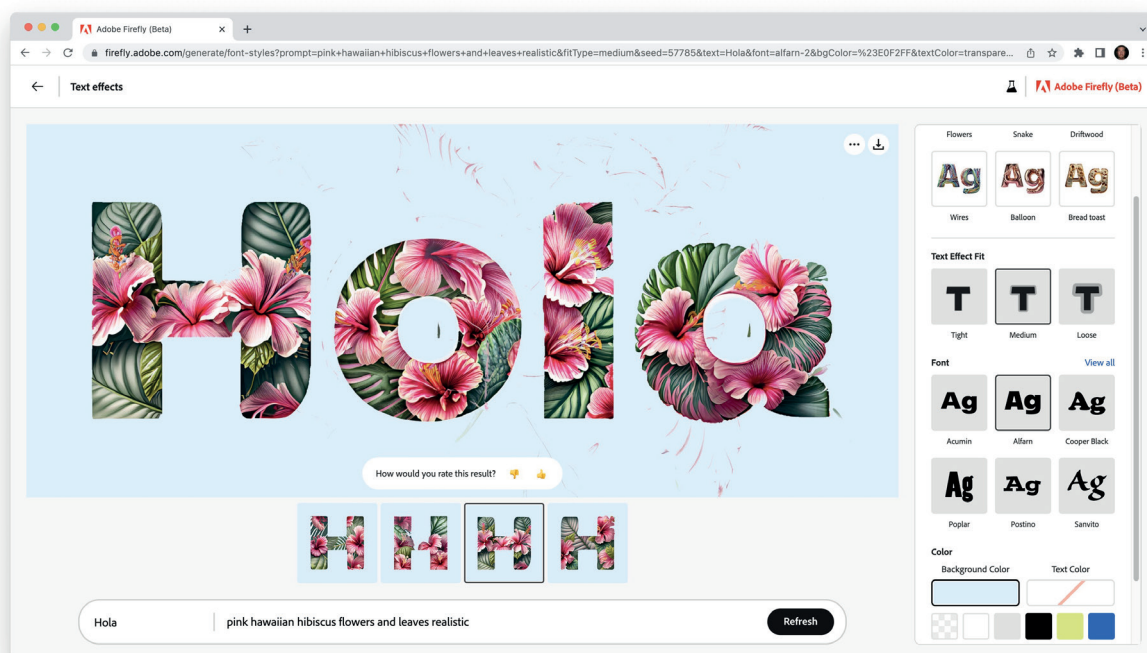 Adobe Firefly (Beta)
firefly.adobe.com/generate/font-styles?prompt=pink+hawaiian+hibiscus+flowers+and+leaves+realistic&fitType=medium&seed=57785&text=Hola&font=alfarn-2&bgColor=%23E0F2FF&textColor=transpare...
Text effects
Adobe Firefly (Beta)
Hola
How would you rate this result?
H H H H
Hola
pink hawaiian hibiscus flowers and leaves realistic
Refresh
Flowers Snake Driftwood
Ag Ag Ag
Wires Balloon Bread toast
Text Effect Fit
T T T
Tight Medium Loose
Font View all
Ag Ag Ag
Acumin Alfarn Cooper Black
Ag Ag Ag
Poplar Postino Sanvito
Color
Background Color Text Color